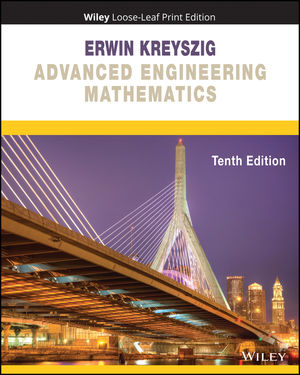 Wiley Loose-Leaf Print Edition
ERWIN KREYSZIG
ADVANCED ENGINEERING
MATHEMATICS
Tenth Edition
WILEY